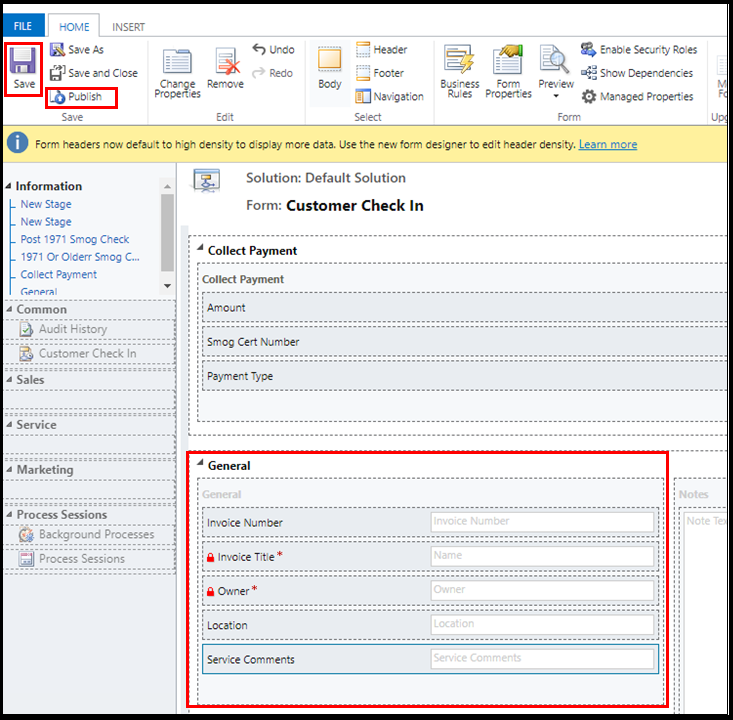 FILE
HOME
INSERT
Save
Save As
Save and Close
Publish
Save
Change Properties
Remove
Undo
Redo
Edit
Body
Header
Footer
Navigation
Select
Business Rules
Form Properties
Preview
Enable Security Roles
Show Dependencies
Managed Properties
Form
Form headers now default to high density to display more data. Use the new form designer to edit header density. Learn more
Information
New Stage
New Stage
Post 1971 Smog Check
1971 Or Olderr Smog C...
Collect Payment
General
Common
Audit History
Customer Check In
Sales
Service
Marketing
Process Sessions
Background Processes
Process Sessions
Solution: Default Solution
Form: Customer Check In
Collect Payment
Collect Payment
Amount
Smog Cert Number
Payment Type
General
General
Invoice Number Invoice Number
Invoice Title * Name
Owner * Owner
Location Location
Service Comments Service Comments
Notes
Note